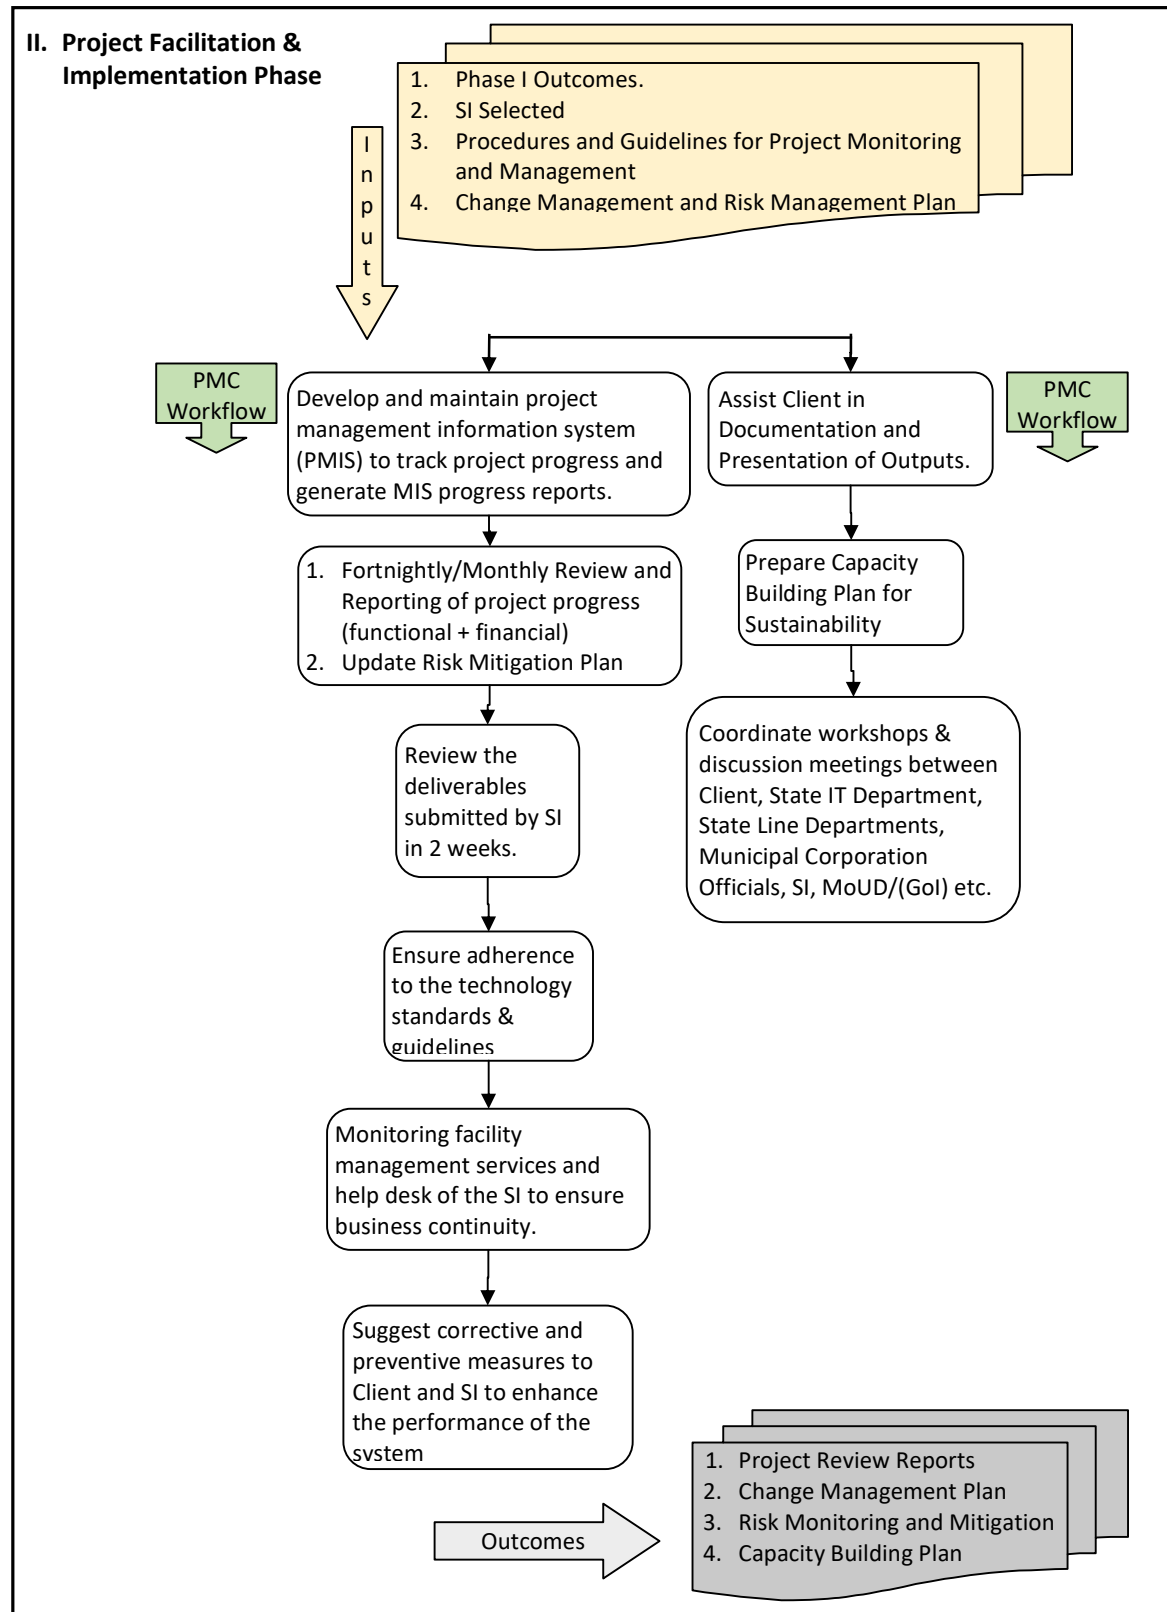 II. Project Facilitation &
Implementation Phase
1. Phase I Outcomes.
2. SI Selected
3. Procedures and Guidelines for Project Monitoring
and Management
4. Change Management and Risk Management Plan
Inputs
PMC
Workflow
Develop and maintain project
management information system
(PMIS) to track project progress and
generate MIS progress reports.
Assist Client in
Documentation and
Presentation of Outputs.
PMC
Workflow
1. Fortnightly/Monthly Review and
Reporting of project progress
(functional + financial)
2. Update Risk Mitigation Plan
Prepare Capacity
Building Plan for
Sustainability
Review the
deliverables
submitted by SI
in 2 weeks.
Coordinate workshops &
discussion meetings between
Client, State IT Department,
State Line Departments,
Municipal Corporation
Officials, SI, MoUD/(GoI) etc.
Ensure adherence
to the technology
standards &
guidelines
Monitoring facility
management services and
help desk of the SI to ensure
business continuity.
Suggest corrective and
preventive measures to
Client and SI to enhance
the performance of the
system
Outcomes
1. Project Review Reports
2. Change Management Plan
3. Risk Monitoring and Mitigation
4. Capacity Building Plan